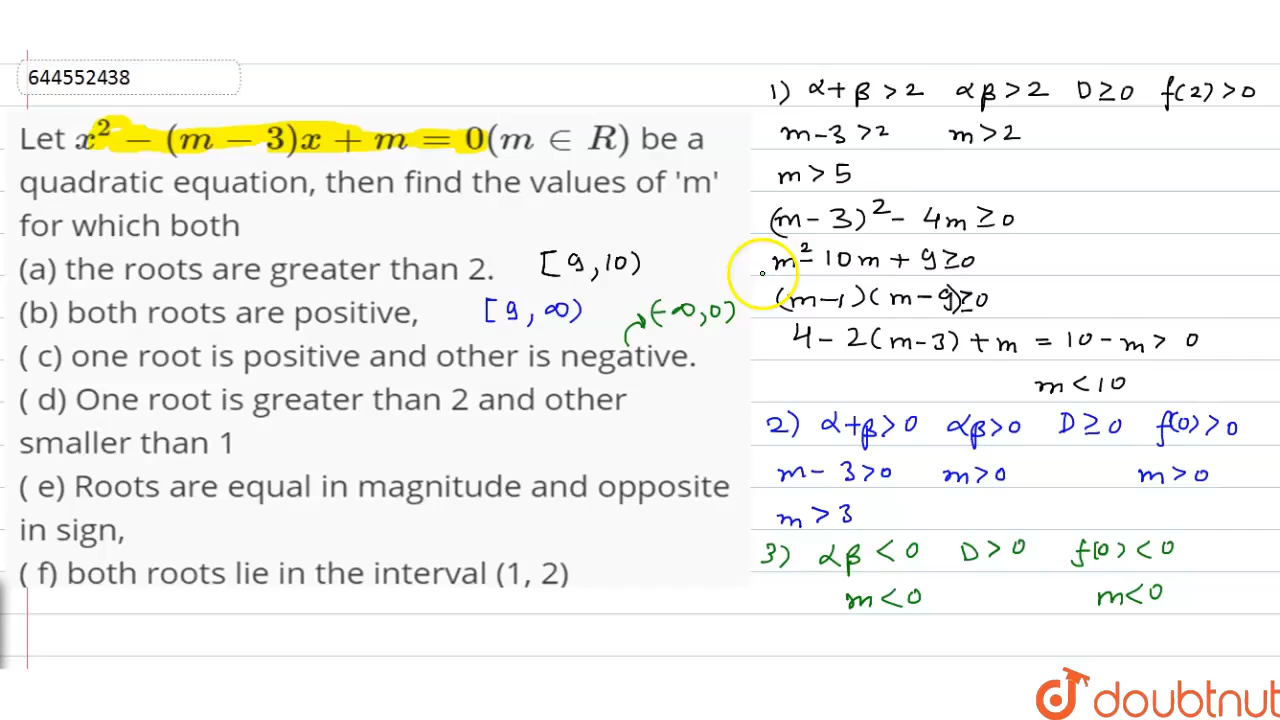 644552438
Let x² − (m − 3)x + m = 0(m ∈ R) be a
quadratic equation, then find the values of 'm'
for which both
(a) the roots are greater than 2. [9,10)
(b) both roots are positive, [9,∞) (-∞,0)
( c) one root is positive and other is negative.
( d) One root is greater than 2 and other
smaller than 1
( e) Roots are equal in magnitude and opposite
in sign,
( f) both roots lie in the interval (1, 2)
1) α+β>2 αβ>2 D≥0 f(2)>0
m-3>2 m>2
m>5
(m-3)²-4m≥0
m²-10m+9≥0
(m-1)(m-9)≥0
4-2(m-3)+m = 10-m>0
m<10
2) α+β>0 αβ>0 D≥0 f(0)>0
m-3>0 m>0 m>0
m>3
3) αβ<0 D>0 f(0)<0
m<0 m<0
doubtnut